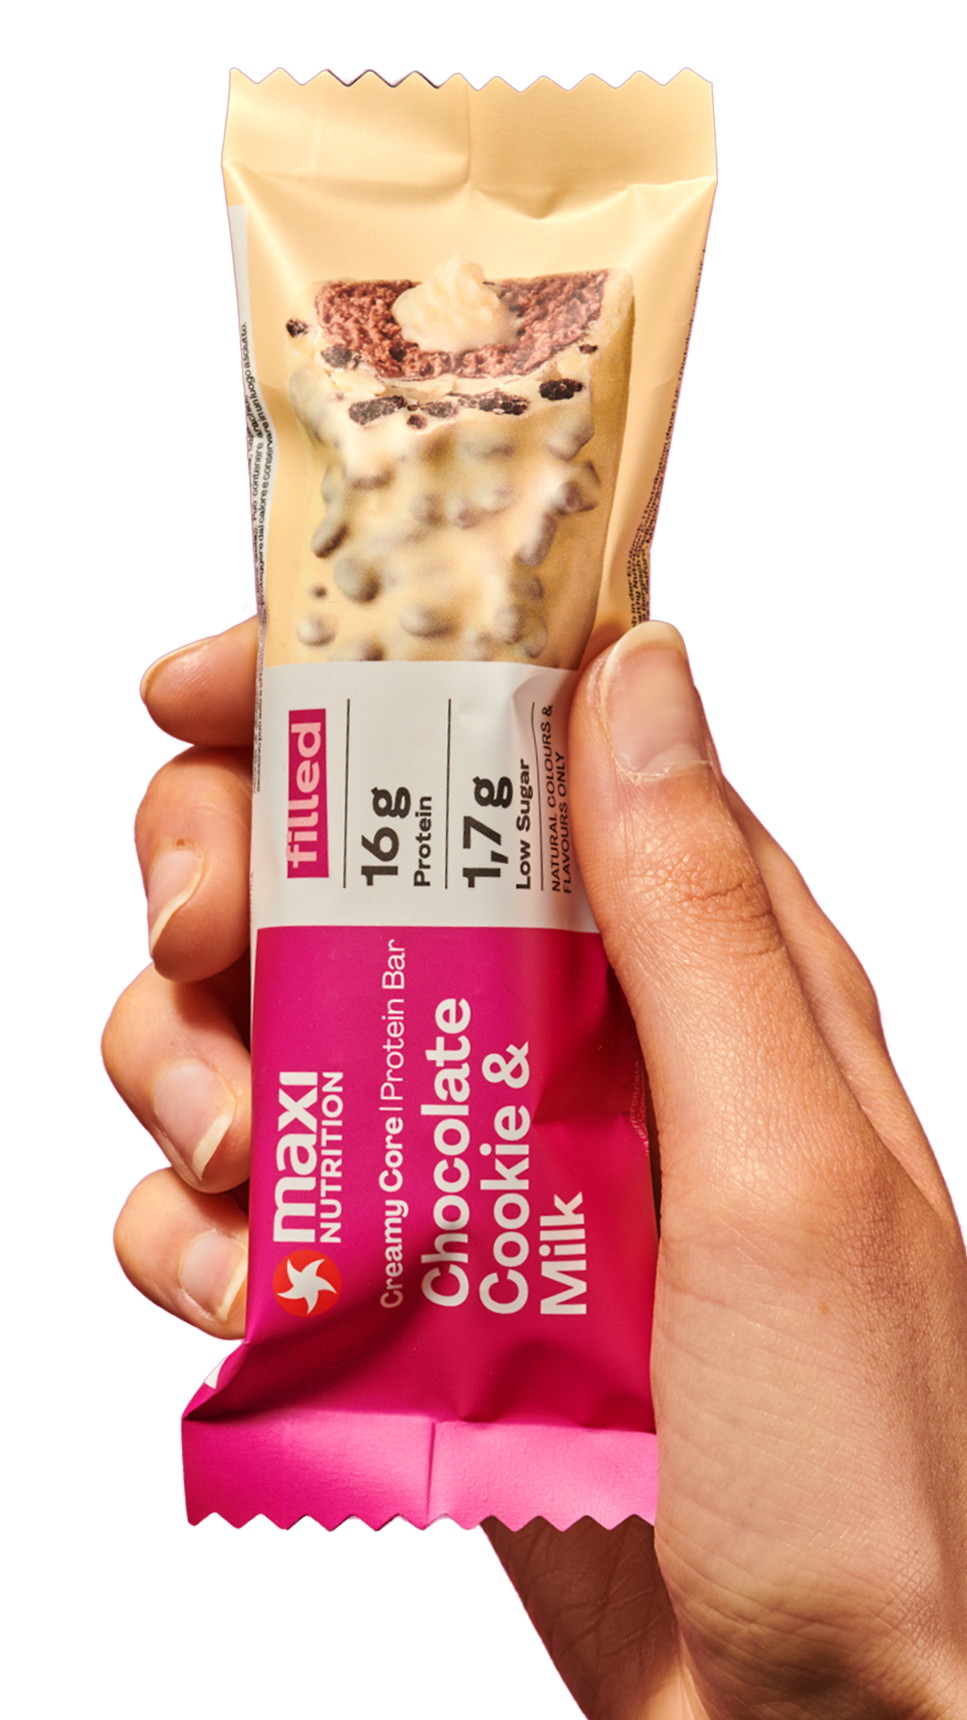 filled
16 g
Protein
1,7 g
Low Sugar
NATURAL COLOURS &
FLAVOURS ONLY
maxi
NUTRITION
Creamy Core | Protein Bar
Chocolate
Cookie &
Milk